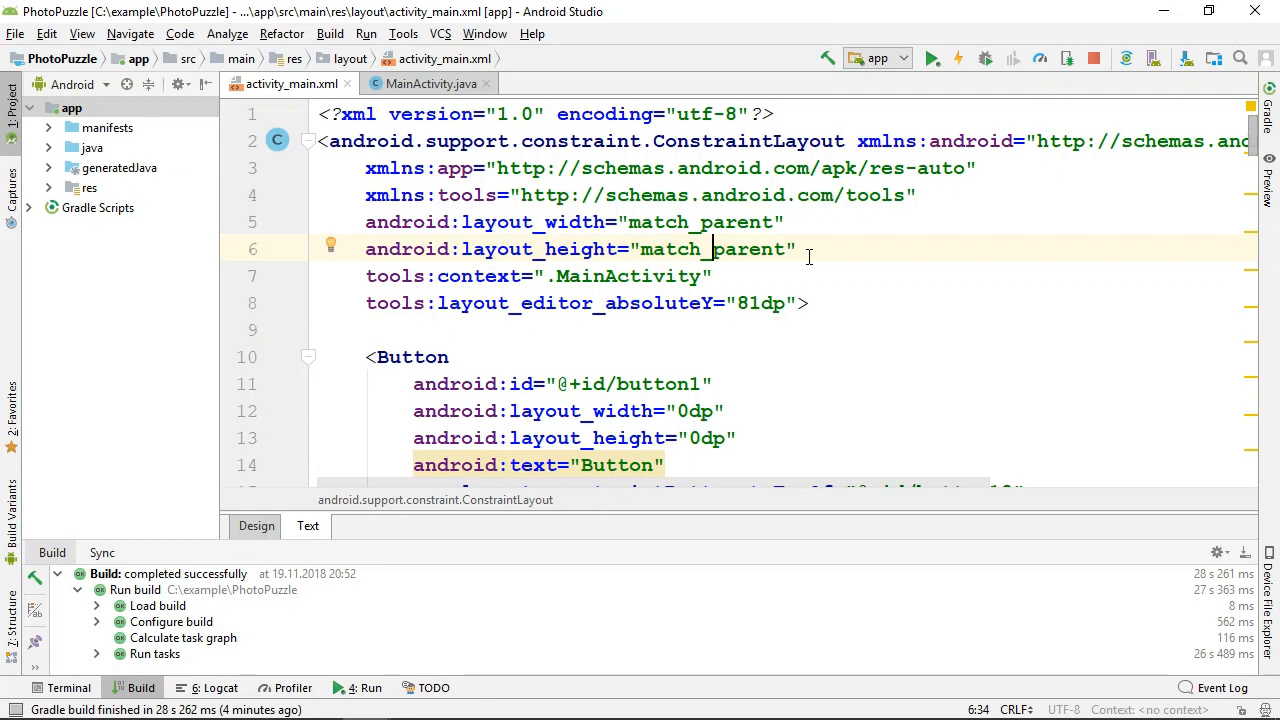 PhotoPuzzle [C:\example\PhotoPuzzle] - ...\app\src\main\res\layout\activity_main.xml [app] - Android Studio
File Edit View Navigate Code Analyze Refactor Build Run Tools VCS Window Help
PhotoPuzzle app src main res layout activity_main.xml app
1: Project
Captures
2: Favorites
Build Variants
7: Structure
Android
app
manifests
java
generatedJava
res
Gradle Scripts
activity_main.xml MainActivity.java
1 <?xml version="1.0" encoding="utf-8"?>
2 <android.support.constraint.ConstraintLayout xmlns:android="http://schemas.and
3 xmlns:app="http://schemas.android.com/apk/res-auto"
4 xmlns:tools="http://schemas.android.com/tools"
5 android:layout_width="match_parent"
6 android:layout_height="match_parent"
7 tools:context=".MainActivity"
8 tools:layout_editor_absoluteY="81dp">
9
10 <Button
11 android:id="@+id/button1"
12 android:layout_width="0dp"
13 android:layout_height="0dp"
14 android:text="Button"
android.support.constraint.ConstraintLayout
Design Text
Gradle
Preview
Device File Explorer
Build Sync
Build: completed successfully at 19.11.2018 20:52 28 s 261 ms
Run build C:\example\PhotoPuzzle 27 s 363 ms
Load build 8 ms
Configure build 562 ms
Calculate task graph 116 ms
Run tasks 26 s 489 ms
Terminal Build 6: Logcat Profiler 4: Run TODO Event Log
Gradle build finished in 28 s 262 ms (4 minutes ago) 6:34 CRLF UTF-8 Context: <no context>